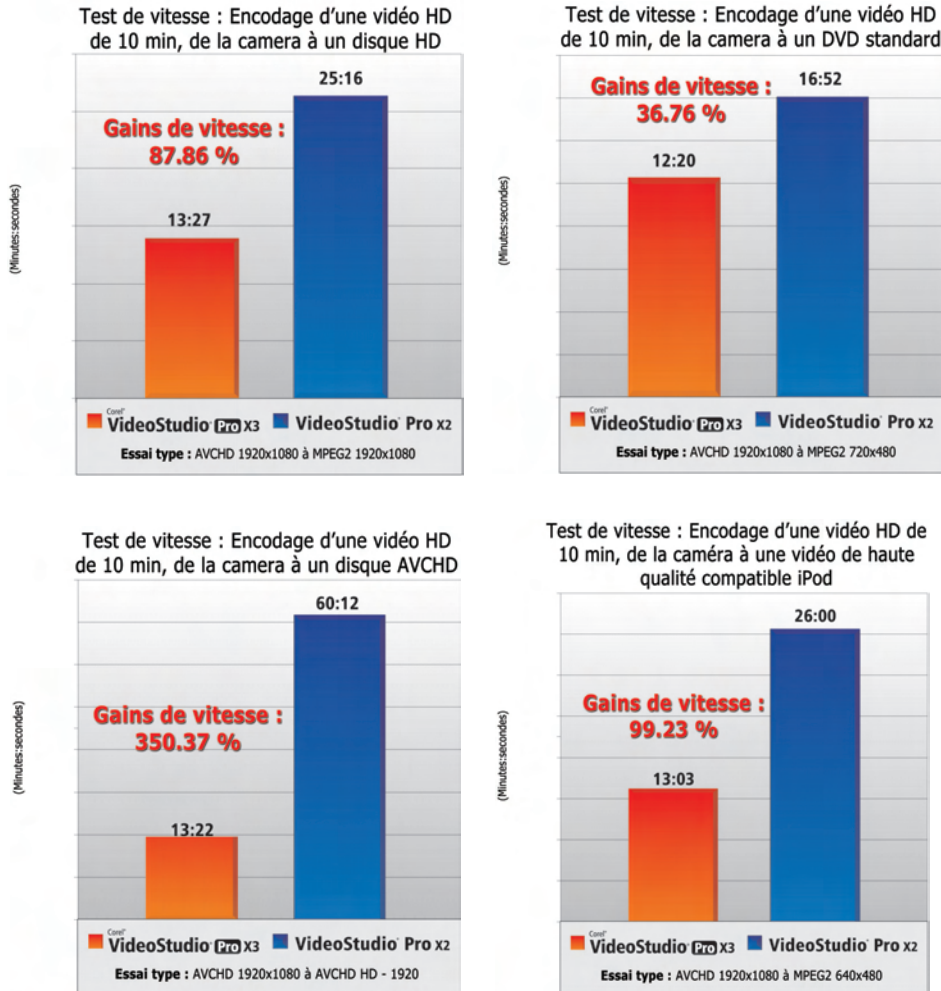 Test de vitesse : Encodage d'une vidéo HD
de 10 min, de la camera à un disque HD
25:16
Gains de vitesse :
87.86 %
13:27
(Minutes:secondes)
Corel®
VideoStudio® Pro X3 VideoStudio® Pro X2
Essai type : AVCHD 1920x1080 à MPEG2 1920x1080
Test de vitesse : Encodage d'une vidéo HD
de 10 min, de la camera à un DVD standard
16:52
Gains de vitesse :
36.76 %
12:20
(Minutes:secondes)
Corel®
VideoStudio® Pro X3 VideoStudio® Pro X2
Essai type : AVCHD 1920x1080 à MPEG2 720x480
Test de vitesse : Encodage d'une vidéo HD
de 10 min, de la camera à un disque AVCHD
60:12
Gains de vitesse :
350.37 %
13:22
(Minutes:secondes)
Corel®
VideoStudio® Pro X3 VideoStudio® Pro X2
Essai type : AVCHD 1920x1080 à AVCHD HD - 1920
Test de vitesse : Encodage d'une vidéo HD de
10 min, de la caméra à une vidéo de haute
qualité compatible iPod
26:00
Gains de vitesse :
99.23 %
13:03
(Minutes:secondes)
Corel®
VideoStudio® Pro X3 VideoStudio® Pro X2
Essai type : AVCHD 1920x1080 à MPEG2 640x480